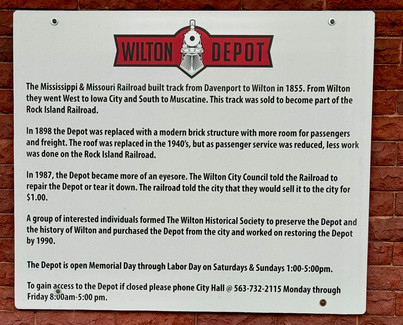 WILTON DEPOT
The Mississippi & Missouri Railroad built track from Davenport to Wilton in 1855. From Wilton
they went West to Iowa City and South to Muscatine. This track was sold to become part of the
Rock Island Railroad.
In 1898 the Depot was replaced with a modern brick structure with more room for passengers
and freight. The roof was replaced in the 1940's, but as passenger service was reduced, less work
was done on the Rock Island Railroad.
In 1987, the Depot became more of an eyesore. The Wilton City Council told the Railroad to
repair the Depot or tear it down. The railroad told the city that they would sell it to the city for
$1.00.
A group of interested individuals formed The Wilton Historical Society to preserve the Depot and
the history of Wilton and purchased the Depot from the city and worked on restoring the Depot
by 1990.
The Depot is open Memorial Day through Labor Day on Saturdays & Sundays 1:00-5:00pm.
To gain access to the Depot if closed please phone City Hall @ 563-732-2115 Monday through
Friday 8:00am-5:00 pm.